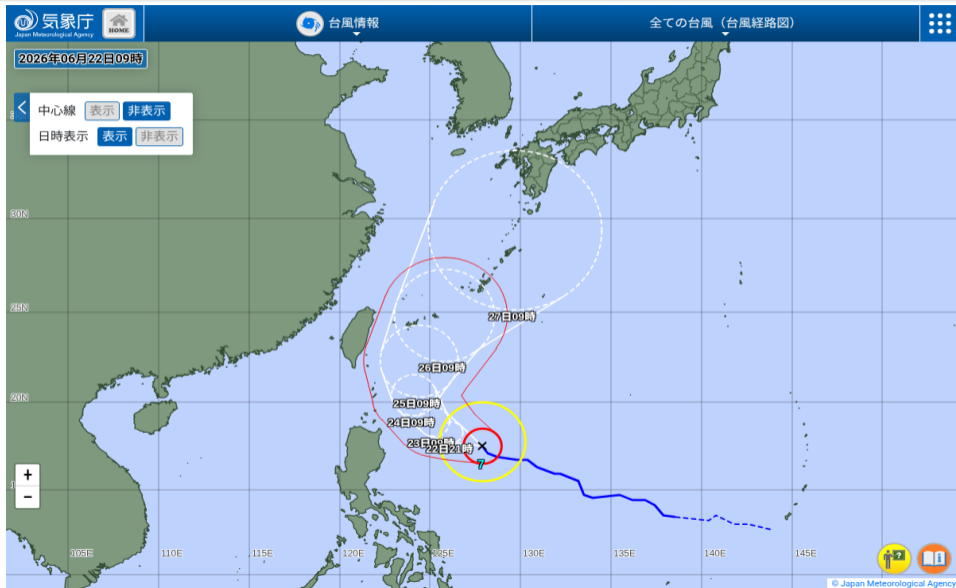 気象庁
Japan Meteorological Agency
HOME
台風情報
全ての台風（台風経路図）
2026年06月22日09時
中心線 表示 非表示
日時表示 表示 非表示
30N
25N
27日09時
26日09時
20N
25日09時
24日09時
23日09時
22日21時
7
+
−
105E 110E 115E 120E 125E 130E 135E 140E 145E
© Japan Meteorological Agency